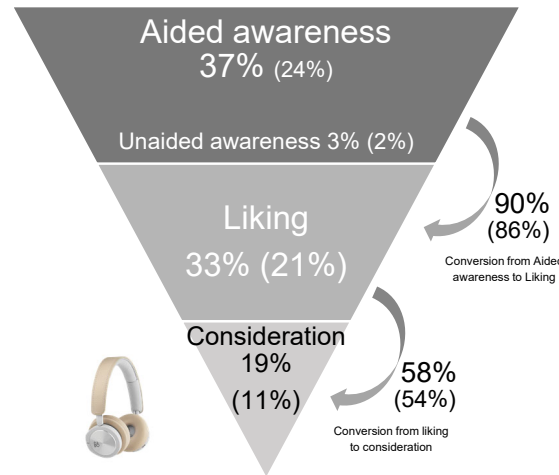 Aided awareness
37% (24%)
Unaided awareness 3% (2%)
90%
(86%)
Conversion from Aided
awareness to Liking
Liking
33% (21%)
Consideration
19%
(11%)
58%
(54%)
Conversion from liking
to consideration